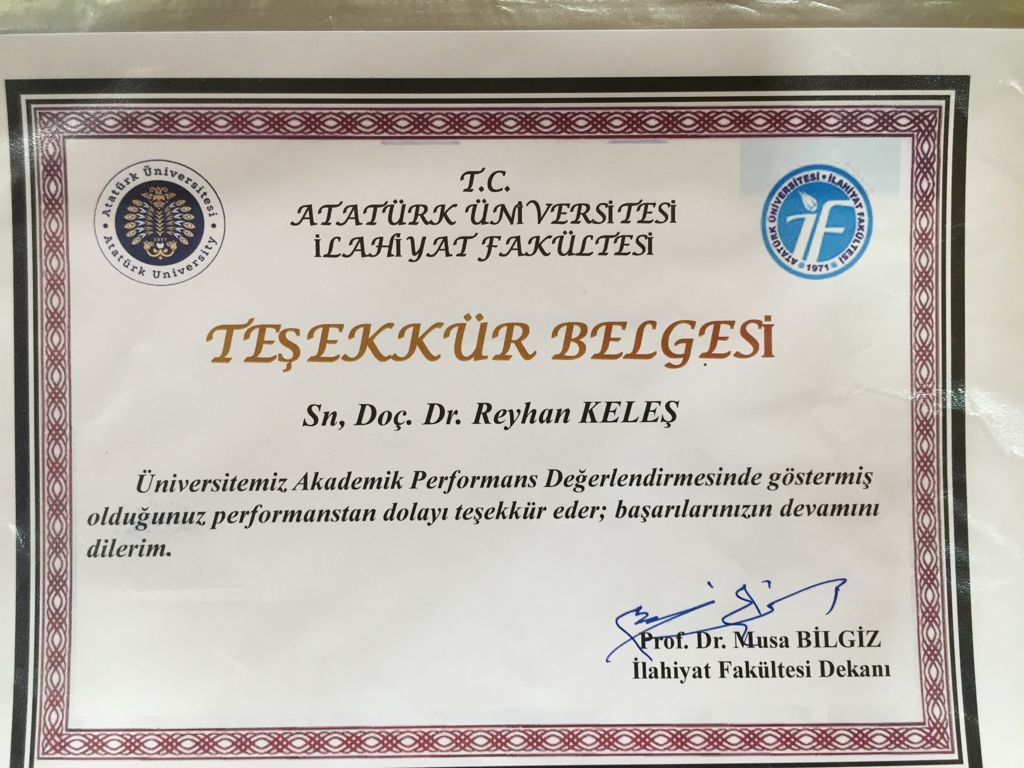 T.C.
ATATÜRK ÜNİVERSİTESİ
İLAHİYAT FAKÜLTESİ
Atatürk Üniversitesi
1957
Atatürk University
ATATÜRK ÜNİVERSİTESİ • İLAHİYAT FAKÜLTESİ
iF
1971
TEŞEKKÜR BELGESİ
Sn, Doç. Dr. Reyhan KELEŞ
Üniversitemiz Akademik Performans Değerlendirmesinde göstermiş
olduğunuz performanstan dolayı teşekkür eder; başarılarınızın devamını
dilerim.
Prof. Dr. Musa BİLGİZ
İlahiyat Fakültesi Dekanı